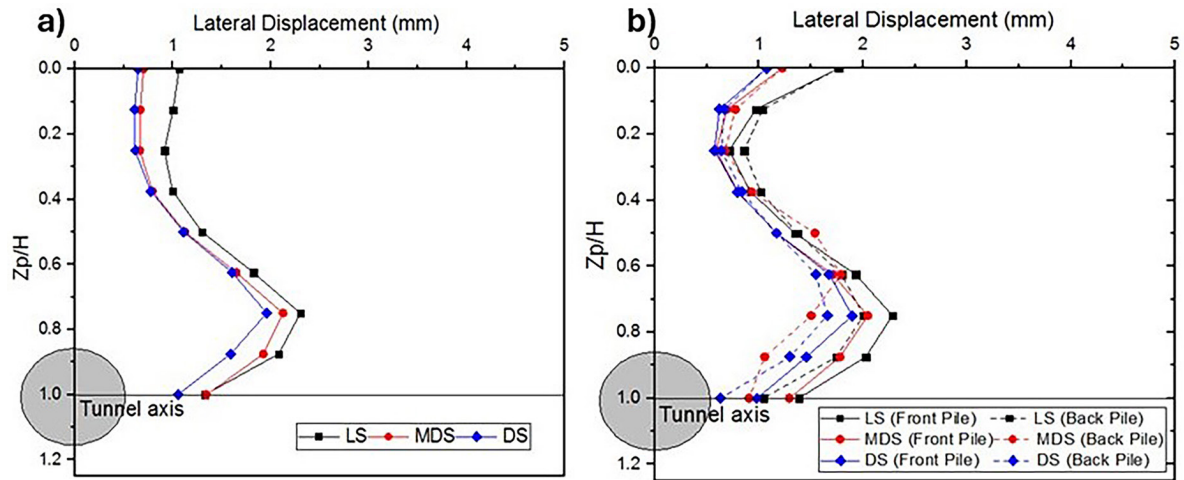 a)
Lateral Displacement (mm)
0 1 2 3 4 5
Zp/H
0.0
0.2
0.4
0.6
0.8
1.0
1.2
Tunnel axis
LS MDS DS
b)
Lateral Displacement (mm)
0 1 2 3 4 5
Zp/H
0.0
0.2
0.4
0.6
0.8
1.0
1.2
Tunnel axis
LS (Front Pile) LS (Back Pile)
MDS (Front Pile) MDS (Back Pile)
DS (Front Pile) DS (Back Pile)